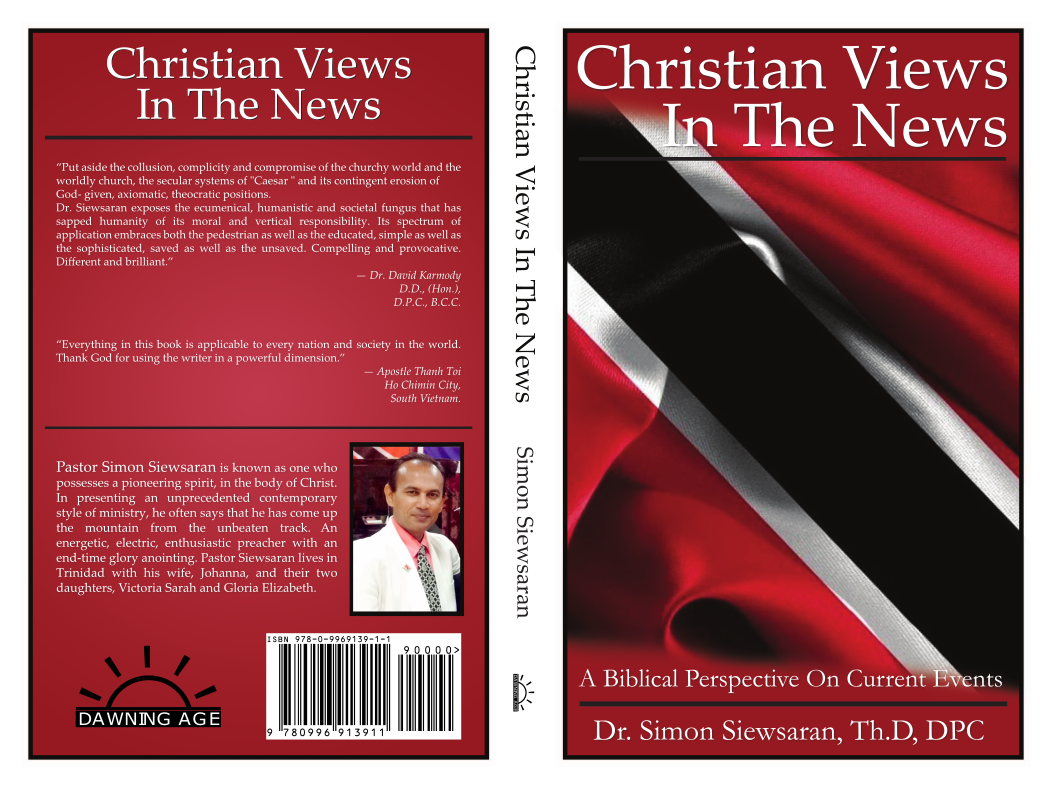 Christian Views
In The News
“Put aside the collusion, complicity and compromise of the churchy world and the
worldly church, the secular systems of "Caesar " and its contingent erosion of
God- given, axiomatic, theocratic positions.
Dr. Siewsaran exposes the ecumenical, humanistic and societal fungus that has
sapped humanity of its moral and vertical responsibility. Its spectrum of
application embraces both the pedestrian as well as the educated, simple as well as
the sophisticated, saved as well as the unsaved. Compelling and provocative.
Different and brilliant.”
— Dr. David Karmody
D.D., (Hon.),
D.P.C., B.C.C.
“Everything in this book is applicable to every nation and society in the world.
Thank God for using the writer in a powerful dimension.”
— Apostle Thanh Toi
Ho Chimin City,
South Vietnam.
Pastor Simon Siewsaran is known as one who
possesses a pioneering spirit, in the body of Christ.
In presenting an unprecedented contemporary
style of ministry, he often says that he has come up
the mountain from the unbeaten track. An
energetic, electric, enthusiastic preacher with an
end-time glory anointing. Pastor Siewsaran lives in
Trinidad with his wife, Johanna, and their two
daughters, Victoria Sarah and Gloria Elizabeth.
DAWNING AGE
ISBN 978-0-9969139-1-1
90000>
9 780996 913911
Christian Views In The News
Simon Siewsaran
DAWNING AGE
Christian Views
In The News
A Biblical Perspective On Current Events
Dr. Simon Siewsaran, Th.D, DPC